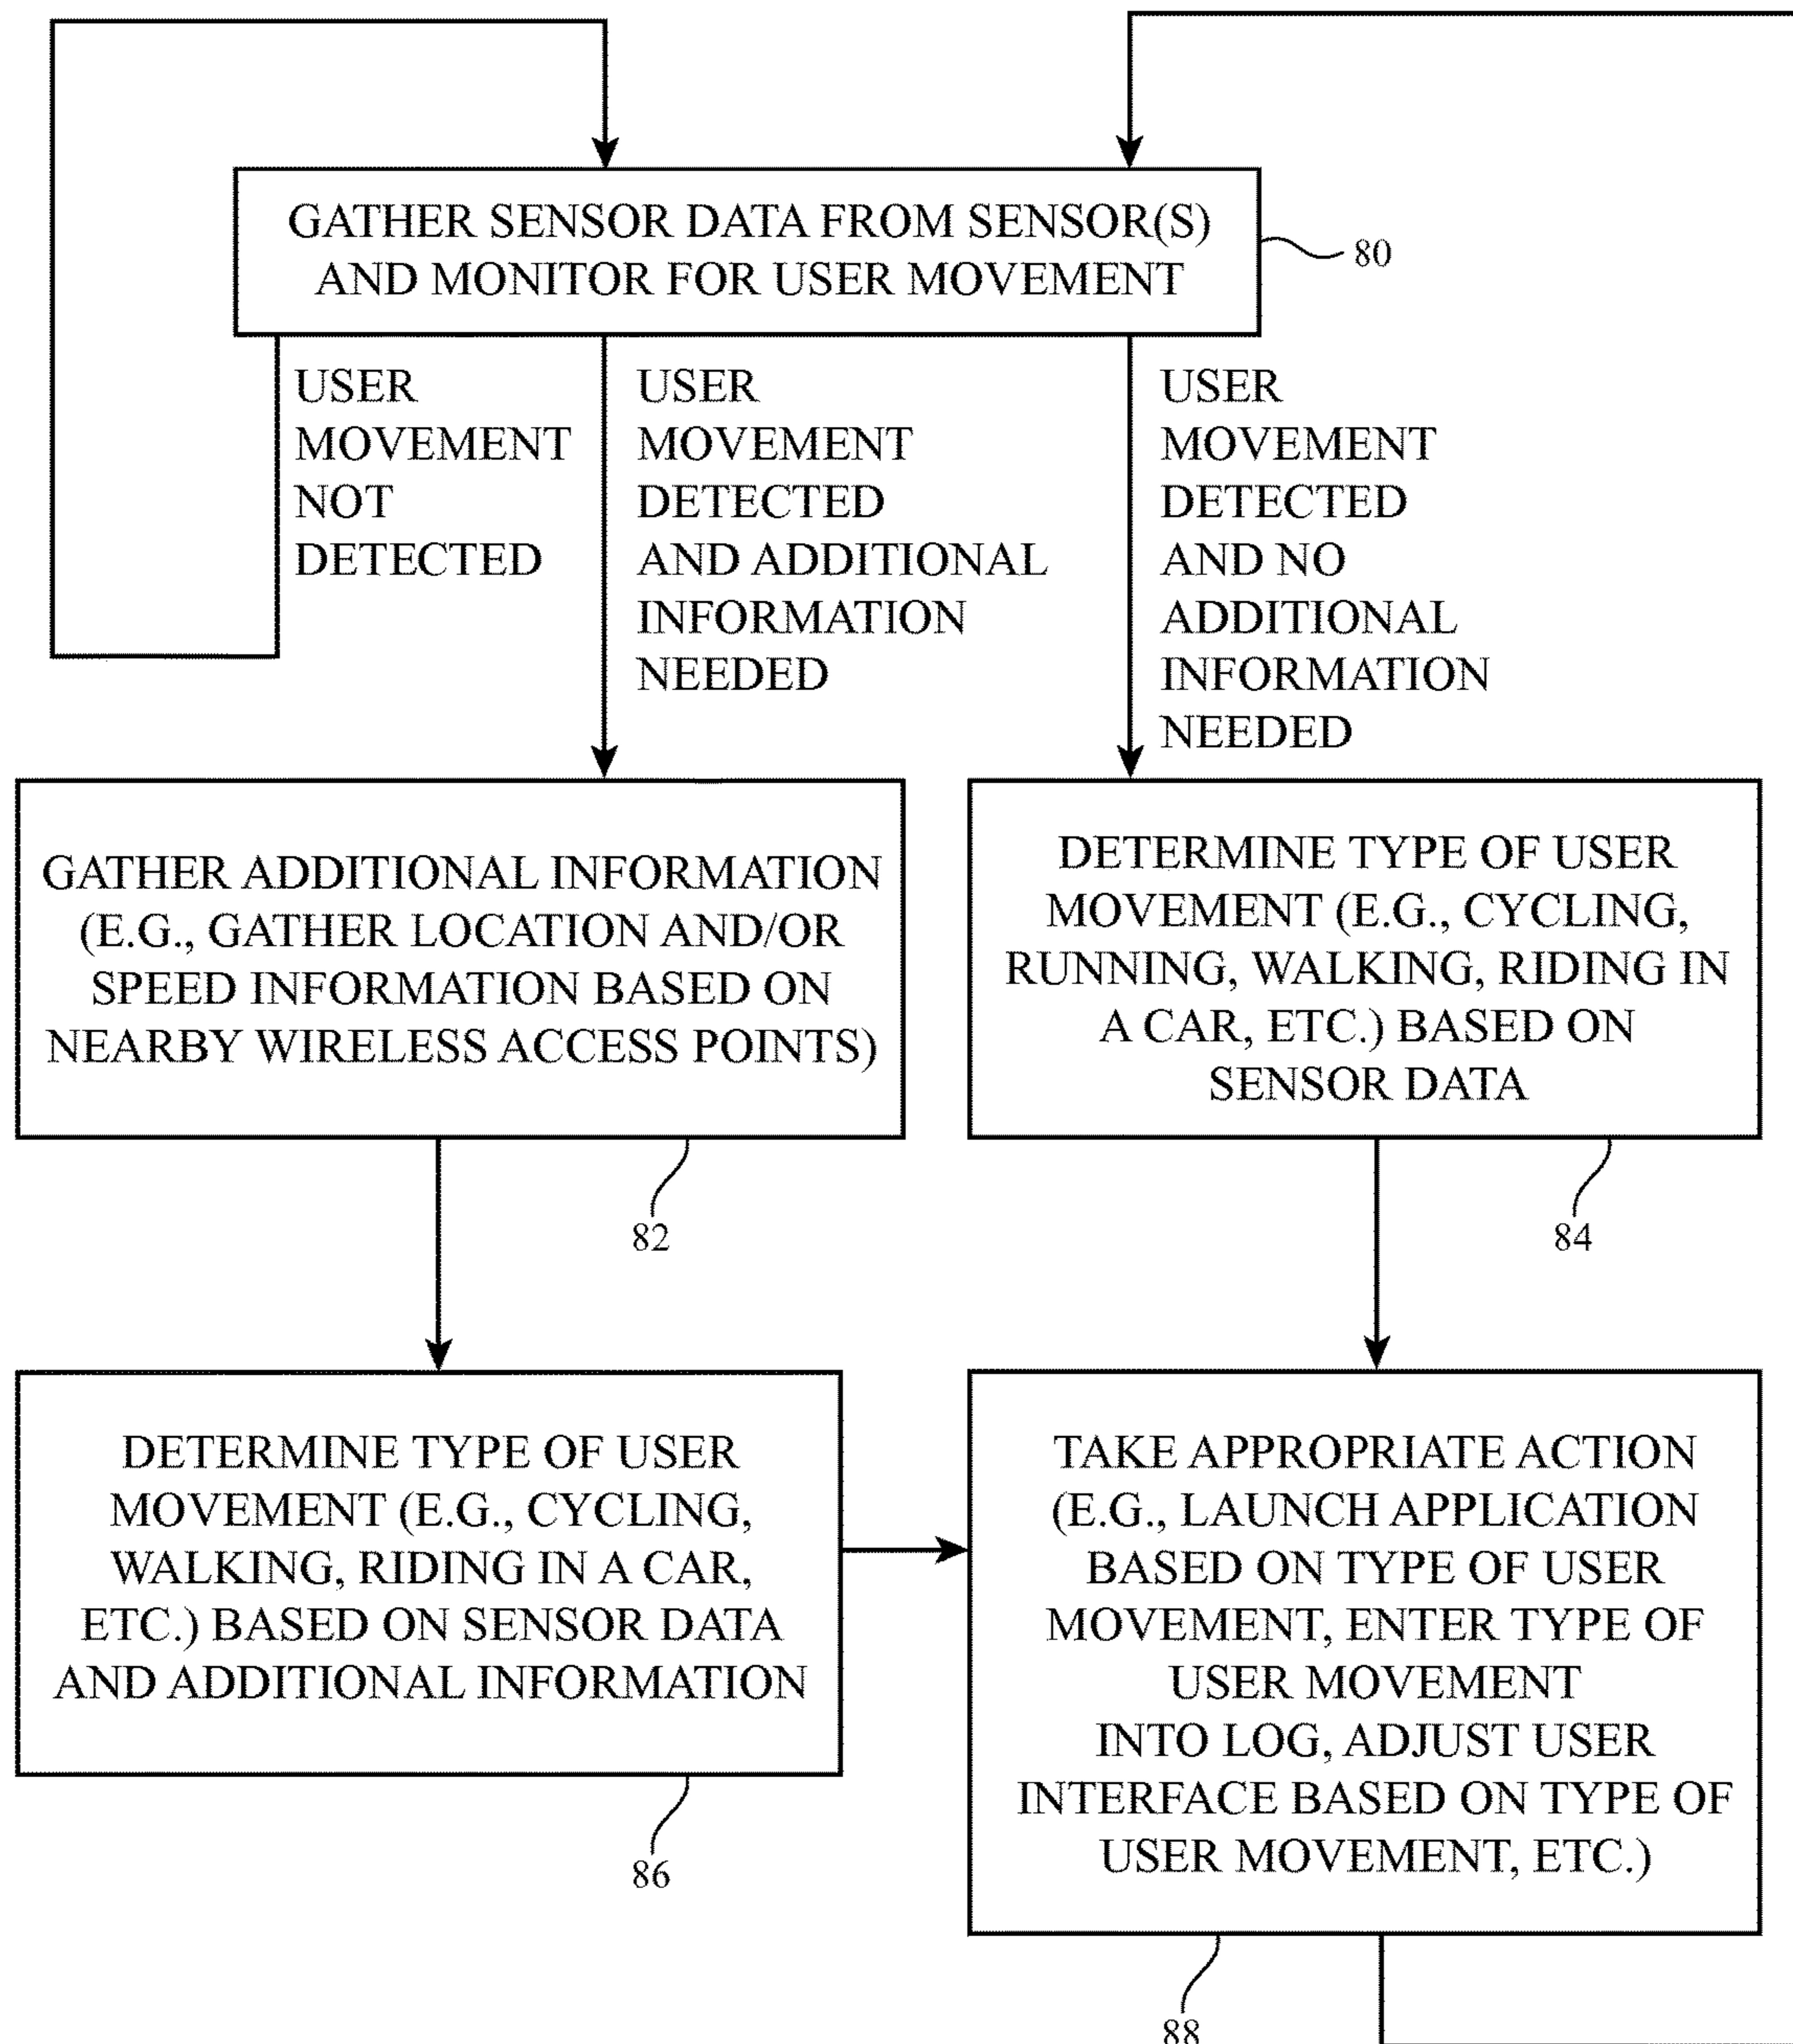 GATHER SENSOR DATA FROM SENSOR(S)
AND MONITOR FOR USER MOVEMENT
80
USER
MOVEMENT
NOT
DETECTED
USER
MOVEMENT
DETECTED
AND ADDITIONAL
INFORMATION
NEEDED
USER
MOVEMENT
DETECTED
AND NO
ADDITIONAL
INFORMATION
NEEDED
GATHER ADDITIONAL INFORMATION
(E.G., GATHER LOCATION AND/OR
SPEED INFORMATION BASED ON
NEARBY WIRELESS ACCESS POINTS)
82
DETERMINE TYPE OF USER
MOVEMENT (E.G., CYCLING,
RUNNING, WALKING, RIDING IN
A CAR, ETC.) BASED ON
SENSOR DATA
84
DETERMINE TYPE OF USER
MOVEMENT (E.G., CYCLING,
WALKING, RIDING IN A CAR,
ETC.) BASED ON SENSOR DATA
AND ADDITIONAL INFORMATION
86
TAKE APPROPRIATE ACTION
(E.G., LAUNCH APPLICATION
BASED ON TYPE OF USER
MOVEMENT, ENTER TYPE OF
USER MOVEMENT
INTO LOG, ADJUST USER
INTERFACE BASED ON TYPE OF
USER MOVEMENT, ETC.)
88